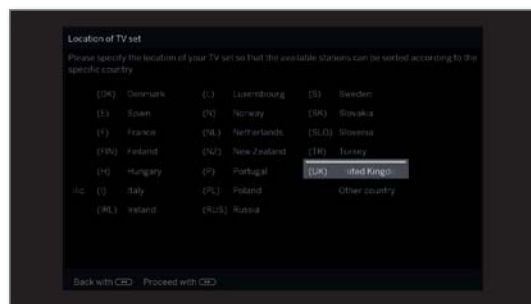 Location of TV set
Please specify the location of your TV set so that the available stations can be sorted according to the
specific country
(DK) Denmark (L) Luxembourg (S) Sweden
(E) Spain (N) Norway (SK) Slovakia
(F) France (NL) Netherlands (SLO) Slovenia
(FIN) Finland (NZ) New Zealand (TR) Turkey
(H) Hungary (P) Portugal (UK) ited Kingd
(I) Italy (PL) Poland Other country
(IRL) Ireland (RUS) Russia
Back with Proceed with